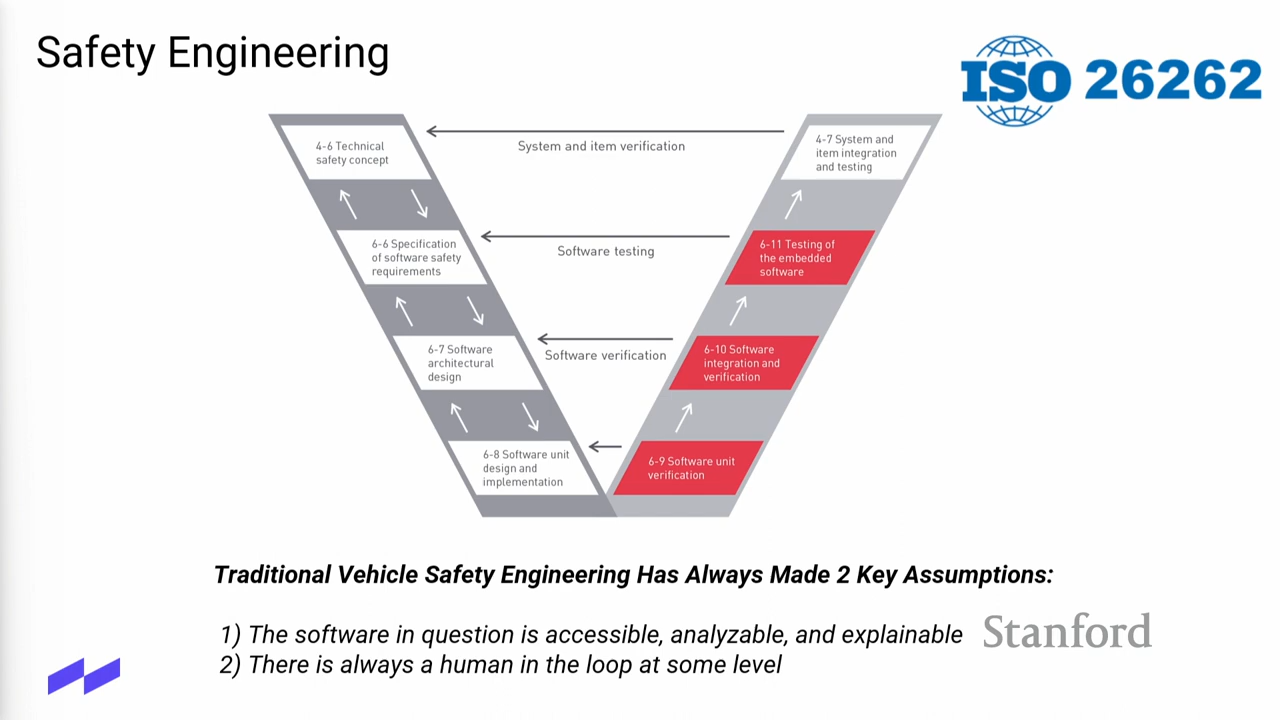 Safety Engineering
ISO 26262
4-6 Technical
safety concept
System and item verification
4-7 System and
item integration
and testing
6-6 Specification
of software safety
requirements
Software testing
6-11 Testing of
the embedded
software
6-7 Software
architectural
design
Software verification
6-10 Software
integration and
verification
6-8 Software unit
design and
implementation
6-9 Software unit
verification
Traditional Vehicle Safety Engineering Has Always Made 2 Key Assumptions:
1) The software in question is accessible, analyzable, and explainable
2) There is always a human in the loop at some level
Stanford